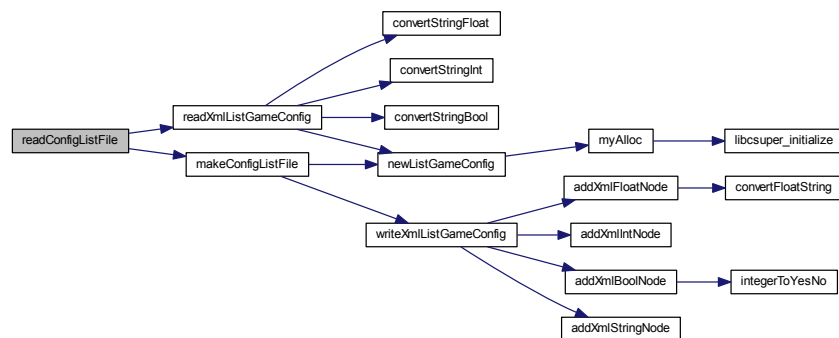 convertStringFloat
convertStringInt
readXmlListGameConfig
convertStringBool
readConfigListFile
myAlloc
libcsuper_initialize
makeConfigListFile
newListGameConfig
addXmlFloatNode
convertFloatString
writeXmlListGameConfig
addXmlIntNode
addXmlBoolNode
integerToYesNo
addXmlStringNode